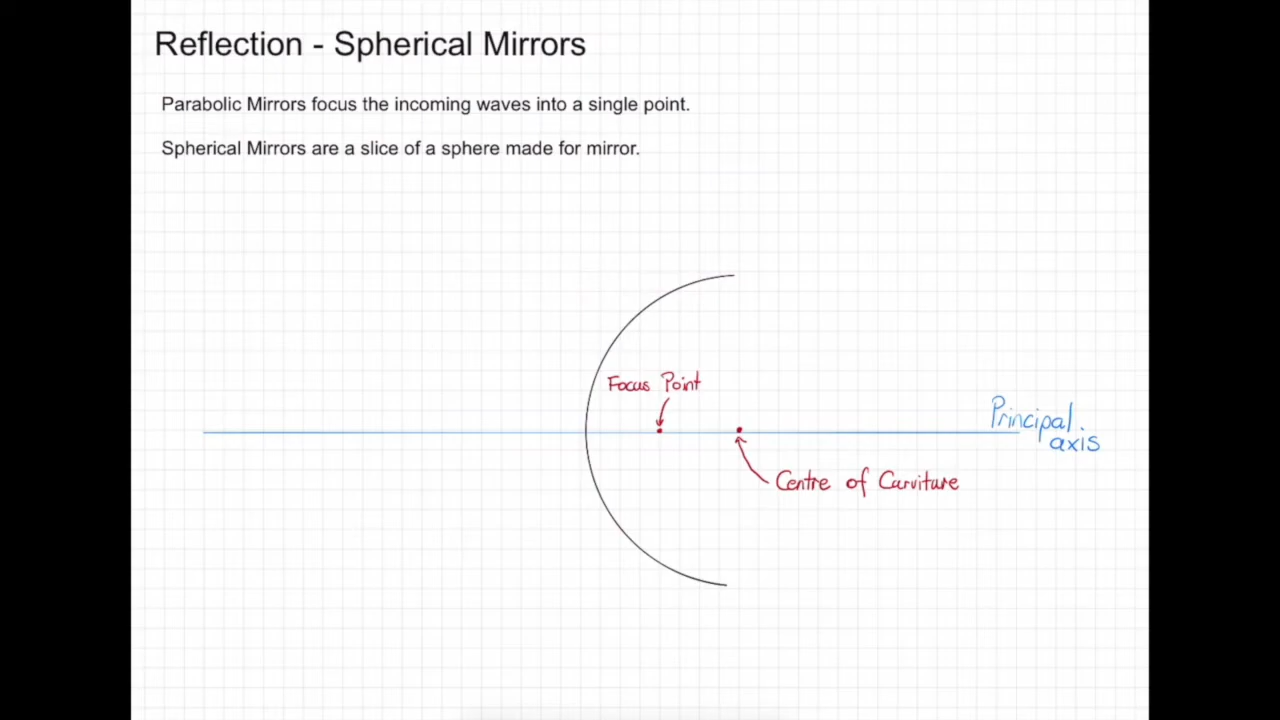 Reflection - Spherical Mirrors
Parabolic Mirrors focus the incoming waves into a single point.
Spherical Mirrors are a slice of a sphere made for mirror.
Focus Point
Principal.
axis
Centre of Curviture